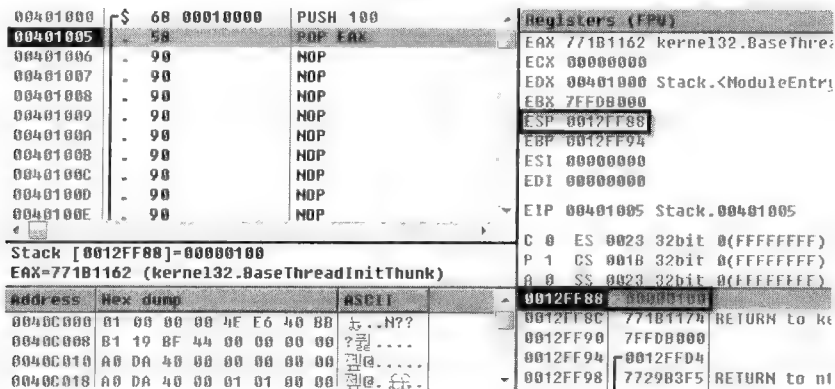 00401000 $ 68 00010000 PUSH 100
00401005 . 58 POP EAX
00401006 . 90 NOP
00401007 . 90 NOP
00401008 . 90 NOP
00401009 . 90 NOP
0040100A . 90 NOP
0040100B . 90 NOP
0040100C . 90 NOP
0040100D . 90 NOP
0040100E . 90 NOP
Stack [0012FF88]=00000100
EAX=771B1162 (kernel32.BaseThreadInitThunk)
Registers (FPU)
EAX 771B1162 kernel32.BaseThrea
ECX 00000000
EDX 00401000 Stack.<ModuleEntry
EBX 7FFDB000
ESP 0012FF88
EBP 0012FF94
ESI 00000000
EDI 00000000
EIP 00401005 Stack.00401005
C 0 ES 0023 32bit 0(FFFFFFFF)
P 1 CS 001B 32bit 0(FFFFFFFF)
A 0 SS 0023 32bit 0(FFFFFFFF)
Address Hex dump ASCII
0040C000 01 00 00 00 4E E6 40 BB ..N??
0040C008 B1 19 BF 44 00 00 00 00 ....
0040C010 A0 DA 40 00 00 00 00 00 @.....
0040C018 A0 DA 40 00 01 01 00 00 @.
0012FF88 00000100
0012FF8C 771B1174 RETURN to ke
0012FF90 7FFDB000
0012FF94 0012FFD4
0012FF98 772983F5 RETURN to nt